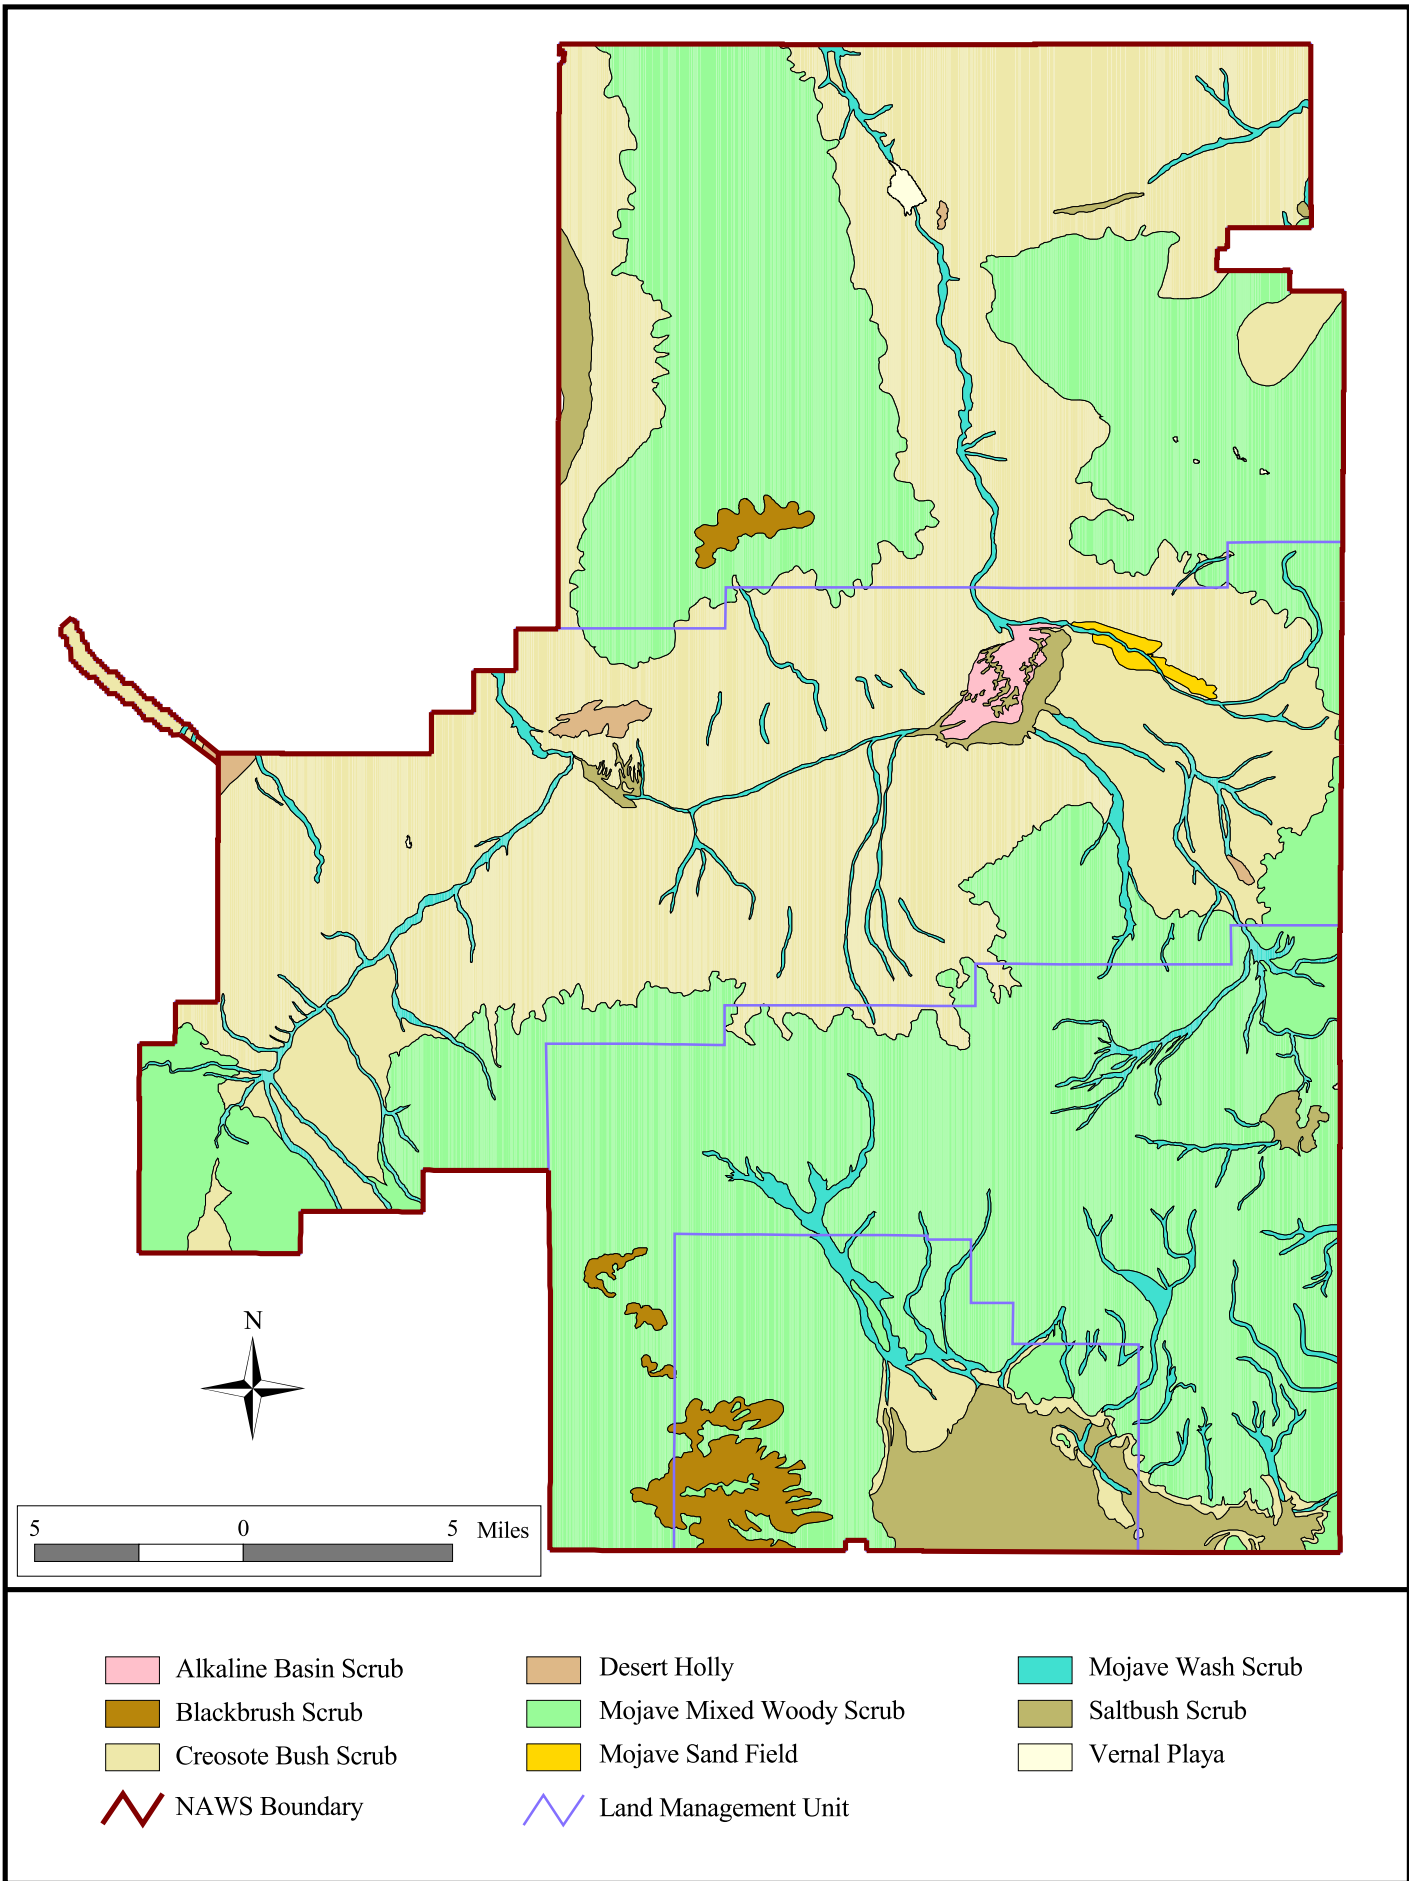 N
5 0 5 Miles
Alkaline Basin Scrub
Blackbrush Scrub
Creosote Bush Scrub
NAWS Boundary
Desert Holly
Mojave Mixed Woody Scrub
Mojave Sand Field
Land Management Unit
Mojave Wash Scrub
Saltbush Scrub
Vernal Playa